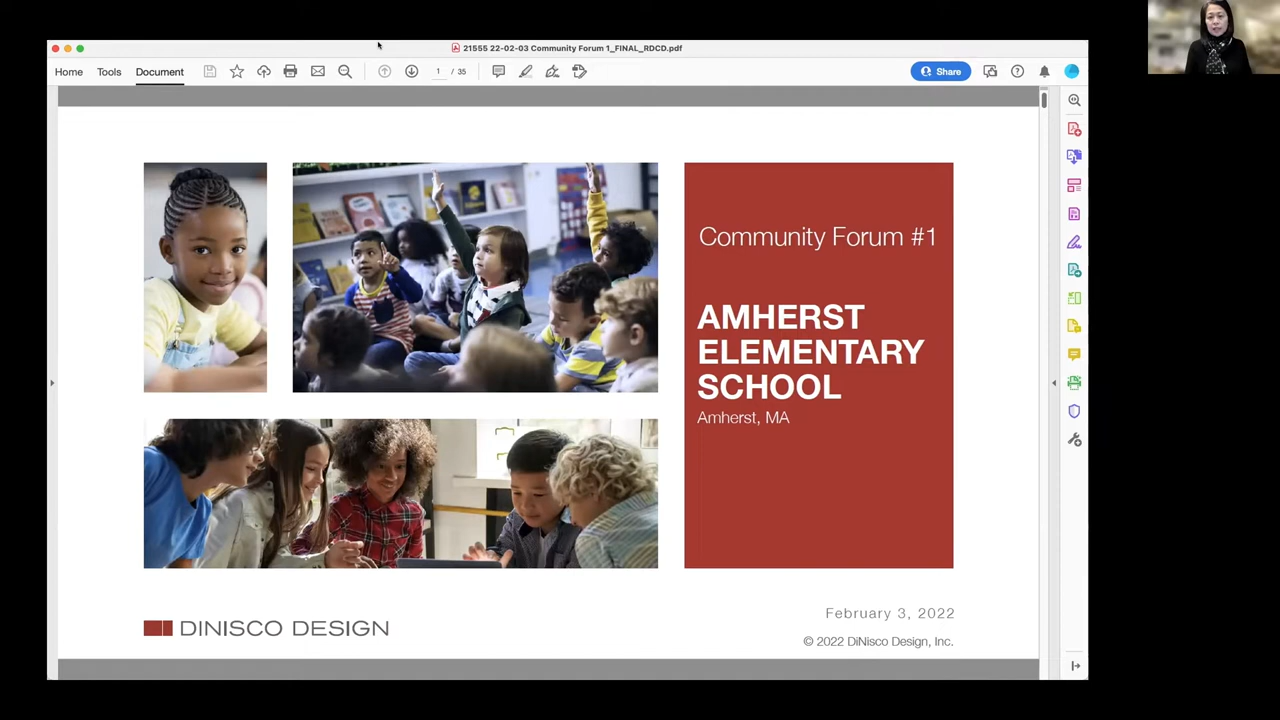 21555 22-02-03 Community Forum 1_FINAL_RDCD.pdf
Home Tools Document 1 / 35 Share
Community Forum #1
AMHERST
ELEMENTARY
SCHOOL
Amherst, MA
DINISCO DESIGN
February 3, 2022
© 2022 DiNisco Design, Inc.